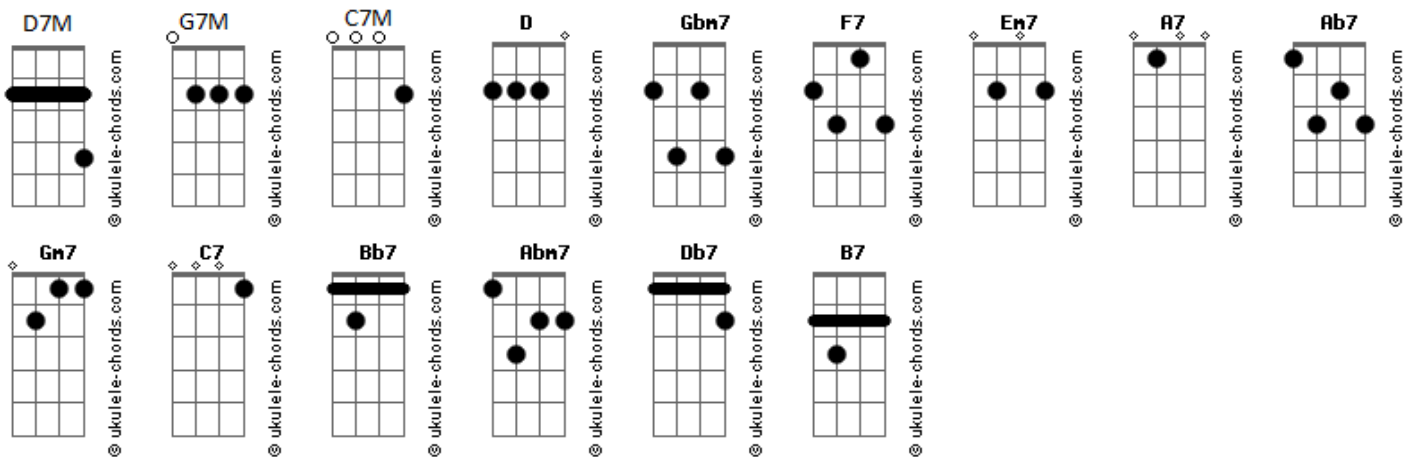 D7M G7M C7M D Gbm7 F7 Em7 A7 Ab7
© ukulele-chords.com © ukulele-chords.com © ukulele-chords.com © ukulele-chords.com © ukulele-chords.com © ukulele-chords.com © ukulele-chords.com © ukulele-chords.com © ukulele-chords.com
Gm7 C7 Bb7 Abm7 Db7 B7
© ukulele-chords.com © ukulele-chords.com © ukulele-chords.com © ukulele-chords.com © ukulele-chords.com © ukulele-chords.com